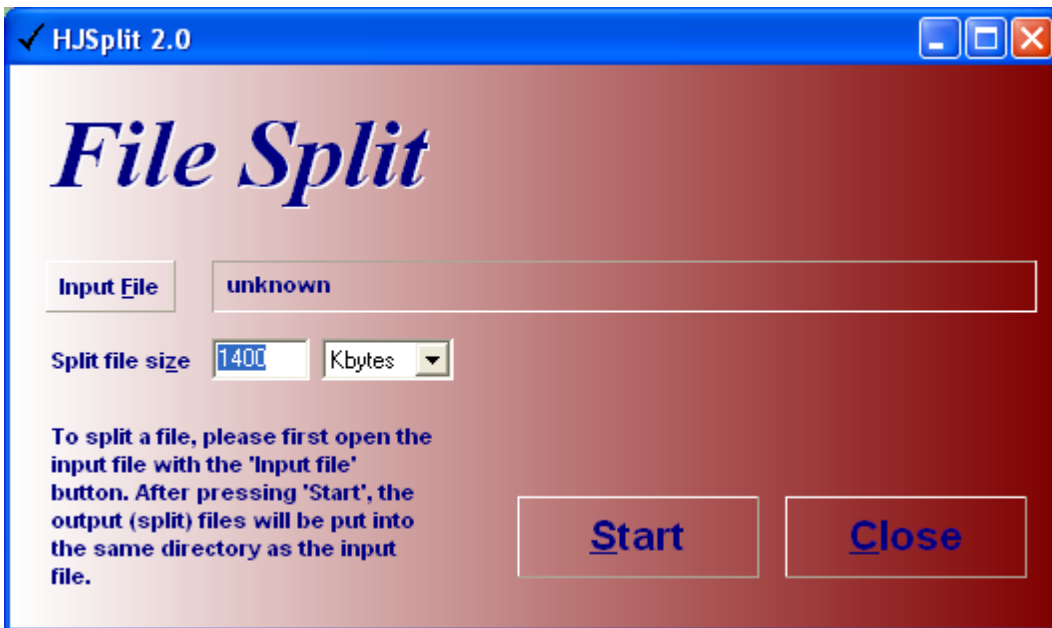 HJSplit 2.0
File Split
Input File
unknown
Split file size
1400
Kbytes
To split a file, please first open the
input file with the 'Input file'
button. After pressing 'Start', the
output (split) files will be put into
the same directory as the input
file.
Start
Close